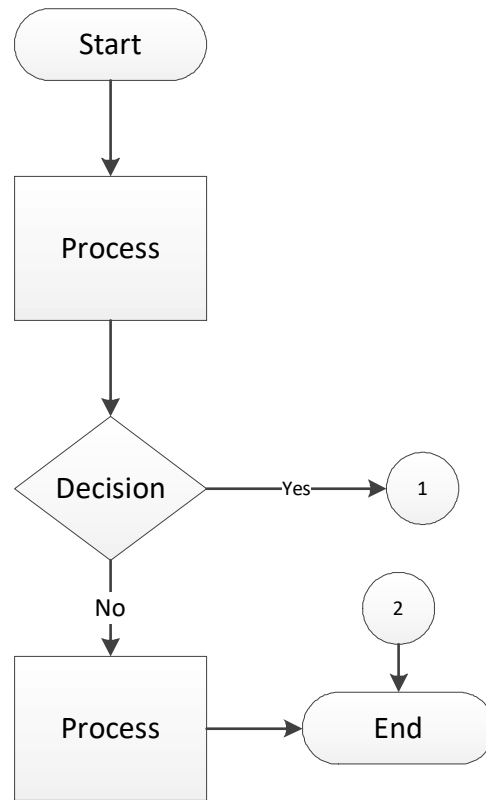 Start
Process
Decision
Yes
1
No
2
Process
End